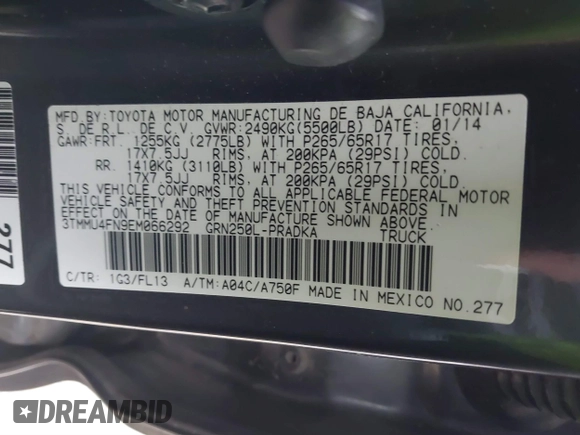 MFD.BY:TOYOTA MOTOR MANUFACTURING DE BAJA CALIFORNIA,
S. DE R.L. DE C.V. GVWR:2490KG(5500LB) DATE: 01/14
GAWR:FRT. 1255KG (2775LB) WITH P265/65R17 TIRES,
17X7.5JJ RIMS, AT 200KPA (29PSI) COLD.
RR. 1410KG (3110LB) WITH P265/65R17 TIRES,
17X7.5JJ RIMS, AT 200KPA (29PSI) COLD.
THIS VEHICLE CONFORMS TO ALL APPLICABLE FEDERAL MOTOR
VEHICLE SAFETY AND THEFT PREVENTION STANDARDS IN
EFFECT ON THE DATE OF MANUFACTURE SHOWN ABOVE.
3TMMU4FN9EM066292 GRN250L-PRADKA TRUCK
C/TR: 1G3/FL13 A/TM:A04C/A750F MADE IN MEXICO NO.277
277
DREAMBID